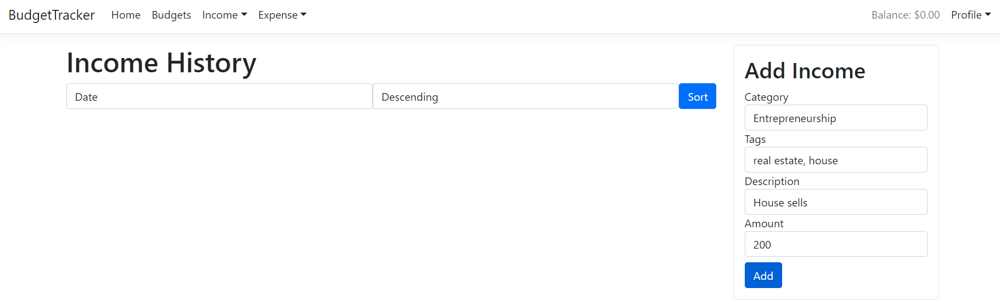 BudgetTracker Home Budgets Income Expense Balance: $0.00 Profile
Income History
Date Descending Sort
Add Income
Category
Entrepreneurship
Tags
real estate, house
Description
House sells
Amount
200
Add